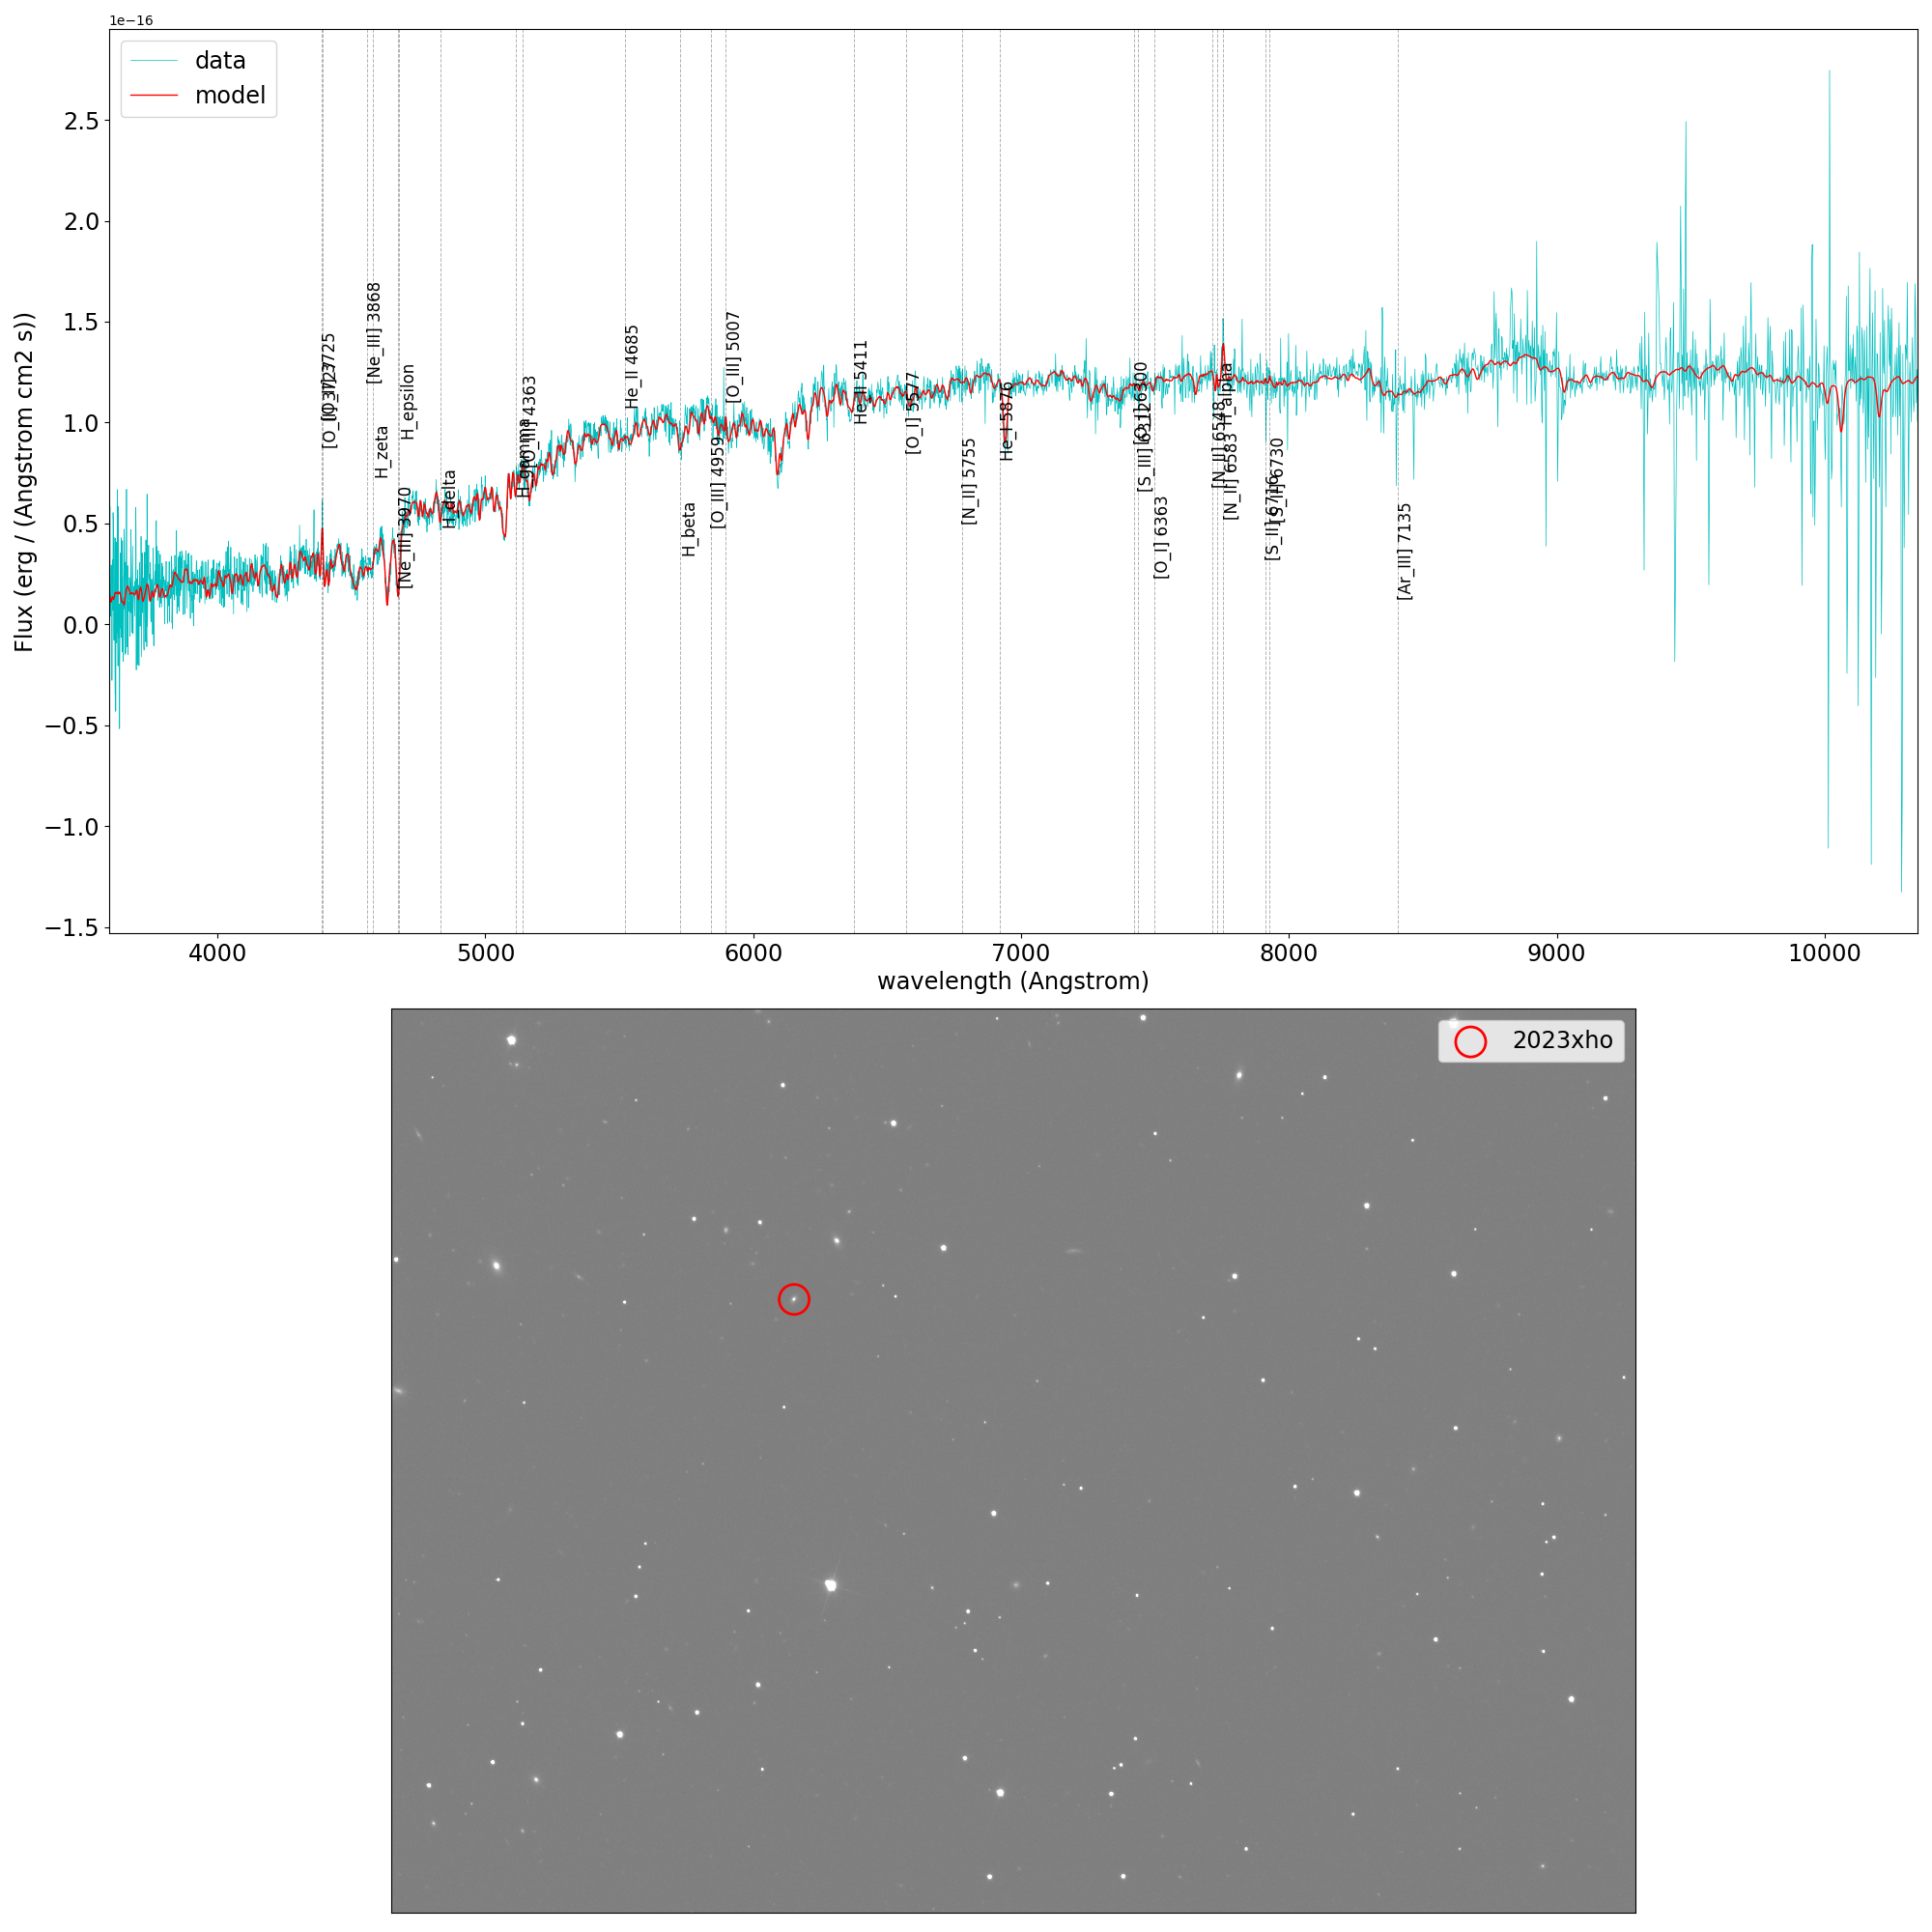 1e−16
data
model
2.5
2.0
1.5
1.0
0.5
0.0
−0.5
−1.0
−1.5
Flux (erg / (Angstrom cm2 s))
[O_II] 3725
[O_II] 3727
[Ne_III] 3868
H_zeta
[Ne_III] 3970
H_epsilon
H_delta
H_gamma
[O_III] 4363
He_II 4685
H_beta
[O_III] 4959
[O_III] 5007
He_II 5411
[O_I] 5577
[N_II] 5755
He_I 5876
[O_I] 6300
[S_III] 6312
[O_I] 6363
[N_II] 6548
H_alpha
[N_II] 6583
[S_II] 6716
[S_II] 6730
[Ar_III] 7135
4000 5000 6000 7000 8000 9000 10000
wavelength (Angstrom)
2023xho